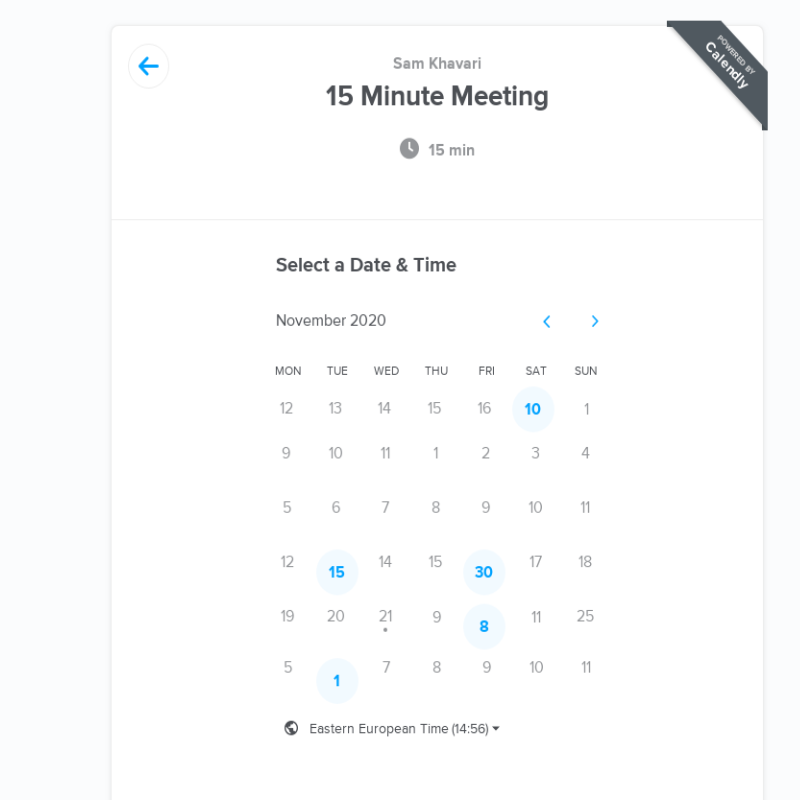 POWERED BY
Calendly
Sam Khavari
15 Minute Meeting
15 min
Select a Date & Time
November 2020
MON TUE WED THU FRI SAT SUN
12 13 14 15 16 10 1
9 10 11 1 2 3 4
5 6 7 8 9 10 11
12 15 14 15 30 17 18
19 20 21 9 8 11 25
5 1 7 8 9 10 11
Eastern European Time (14:56)